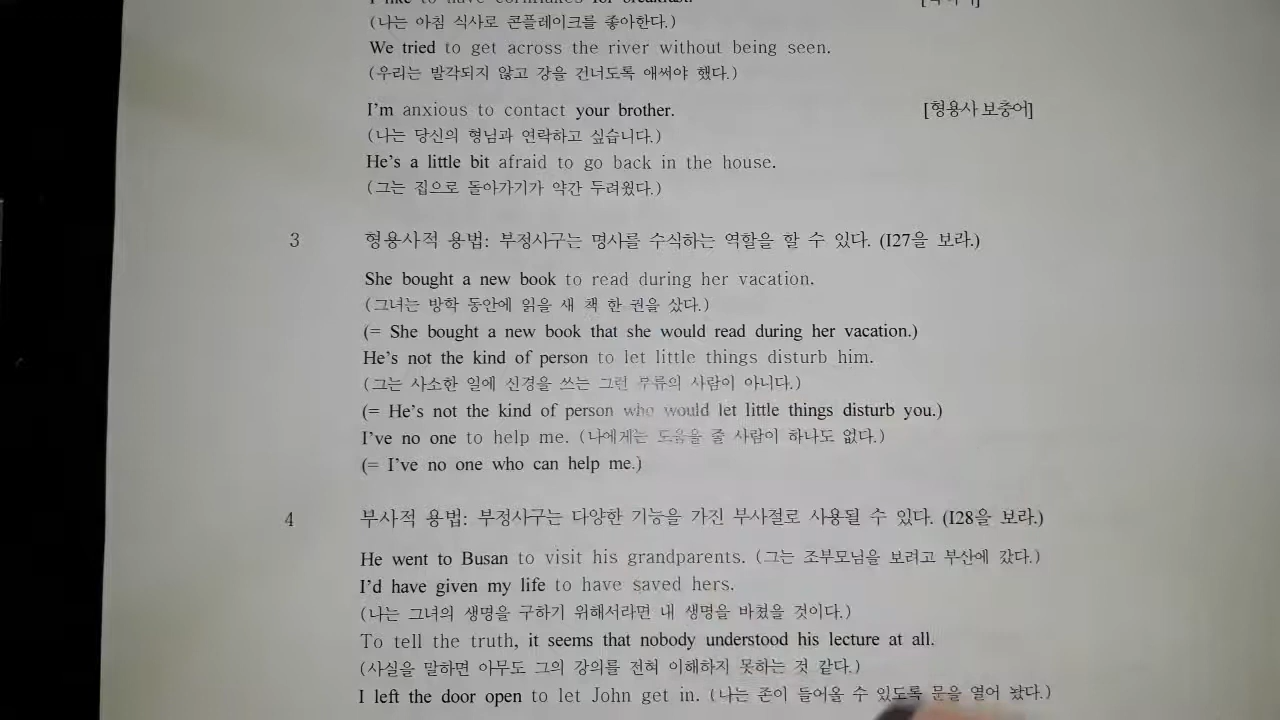 I like to have cornflakes for breakfast.
(나는 아침 식사로 콘플레이크를 좋아한다.)
We tried to get across the river without being seen.
(우리는 발각되지 않고 강을 건너도록 애써야 했다.)
I'm anxious to contact your brother. [형용사 보충어]
(나는 당신의 형님과 연락하고 싶습니다.)
He's a little bit afraid to go back in the house.
(그는 집으로 돌아가기가 약간 두려웠다.)
3 형용사적 용법: 부정사구는 명사를 수식하는 역할을 할 수 있다. (I27을 보라.)
She bought a new book to read during her vacation.
(그녀는 방학 동안에 읽을 새 책 한 권을 샀다.)
(= She bought a new book that she would read during her vacation.)
He's not the kind of person to let little things disturb him.
(그는 사소한 일에 신경을 쓰는 그런 부류의 사람이 아니다.)
(= He's not the kind of person who would let little things disturb you.)
I've no one to help me. (나에게는 도움을 줄 사람이 하나도 없다.)
(= I've no one who can help me.)
4 부사적 용법: 부정사구는 다양한 기능을 가진 부사절로 사용될 수 있다. (I28을 보라.)
He went to Busan to visit his grandparents. (그는 조부모님을 보려고 부산에 갔다.)
I'd have given my life to have saved hers.
(나는 그녀의 생명을 구하기 위해서라면 내 생명을 바쳤을 것이다.)
To tell the truth, it seems that nobody understood his lecture at all.
(사실을 말하면 아무도 그의 강의를 전혀 이해하지 못하는 것 같다.)
I left the door open to let John get in. (나는 존이 들어올 수 있도록 문을 열어 놨다.)